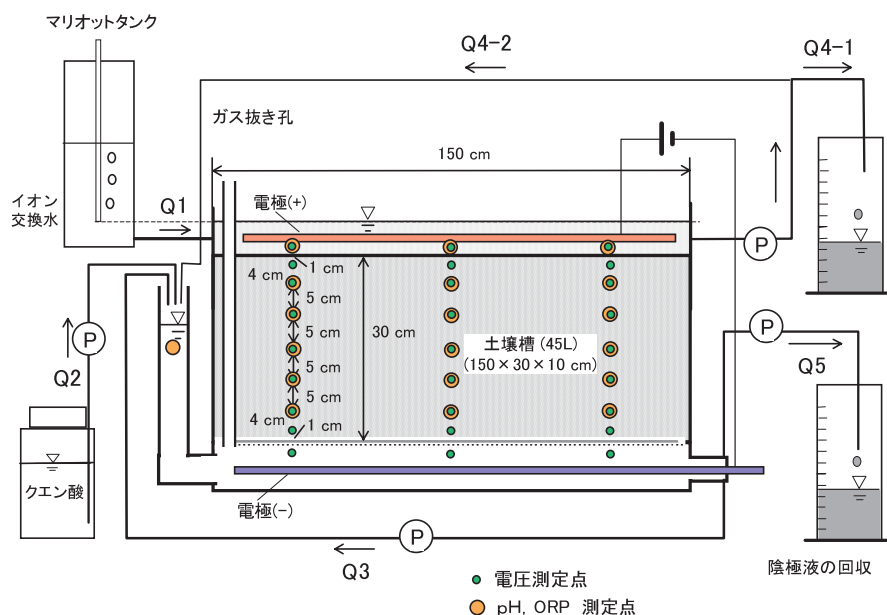 マリオットタンク
Q4-2
Q4-1
ガス抜き孔
150 cm
イオン
交換水
Q1
電極(+)
P
1 cm
4 cm
5 cm
5 cm
30 cm
土壌槽 (45L)
(150×30×10 cm)
5 cm
5 cm
4 cm
1 cm
P
Q2
P
Q5
クエン酸
電極(-)
P
Q3
陰極液の回収
電圧測定点
pH, ORP 測定点